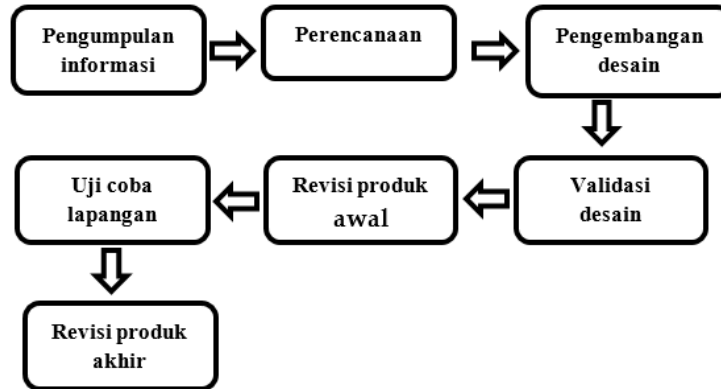 Pengumpulan
informasi
Perencanaan
Pengembangan
desain
Validasi
desain
Revisi produk
awal
Uji coba
lapangan
Revisi produk
akhir